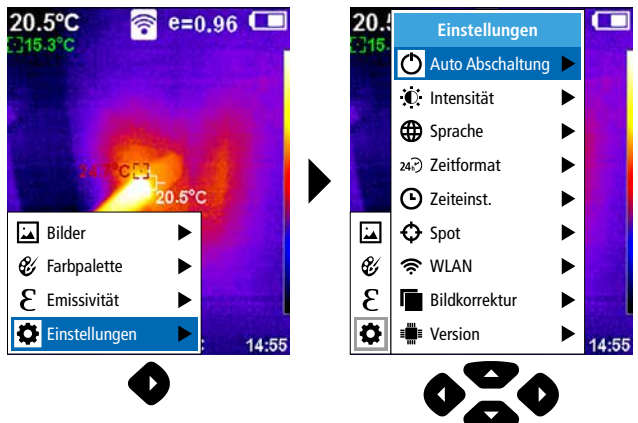 20.5°C e=0.96
15.3°C
24.7°C
20.5°C
Bilder
Farbpalette
ε Emissivität
Einstellungen
14:55
20.5
15.
Einstellungen
Auto Abschaltung
Intensität
Sprache
24h Zeitformat
Zeiteinst.
Spot
WLAN
Bildkorrektur
Version
ε
14:55